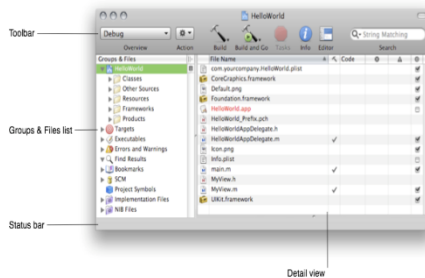 HelloWorld
Toolbar
Debug
String Matching
Overview
Action
Build
Build and Go
Tasks
Info
Editor
Search
Groups & Files
File Name
Code
HelloWorld
Classes
Other Sources
Resources
Frameworks
Products
Targets
Executables
Errors and Warnings
Find Results
Bookmarks
SCM
Project Symbols
Implementation Files
NIB Files
com.yourcompany.HelloWorld.plist
CoreGraphics.framework
Default.png
Foundation.framework
HelloWorld.app
HelloWorld_Prefix.pch
HelloWorldAppDelegate.h
HelloWorldAppDelegate.m
Icon.png
Info.plist
main.m
MyView.h
MyView.m
UIKit.framework
Groups & Files list
Status bar
Detail view